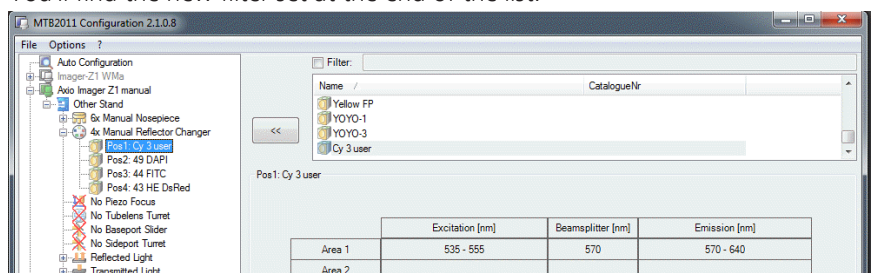 You'll find the new filter set at the end of the list.
MTB2011 Configuration 2.1.0.8
File Options ?
Auto Configuration
Imager-Z1 WMa
Axio Imager Z1 manual
Other Stand
6x Manual Nosepiece
4x Manual Reflector Changer
Pos1: Cy 3 user
Pos2: 49 DAPI
Pos3: 44 FITC
Pos4: 43 HE DsRed
No Piezo Focus
No Tubelens Turret
No Baseport Slider
No Sideport Turret
Reflected Light
Transmitted Light
<<
Filter:
Name / CatalogueNr
Yellow FP
YOYO-1
YOYO-3
Cy 3 user
Pos1: Cy 3 user
Excitation [nm] Beamsplitter [nm] Emission [nm]
Area 1 535 - 555 570 570 - 640
Area 2